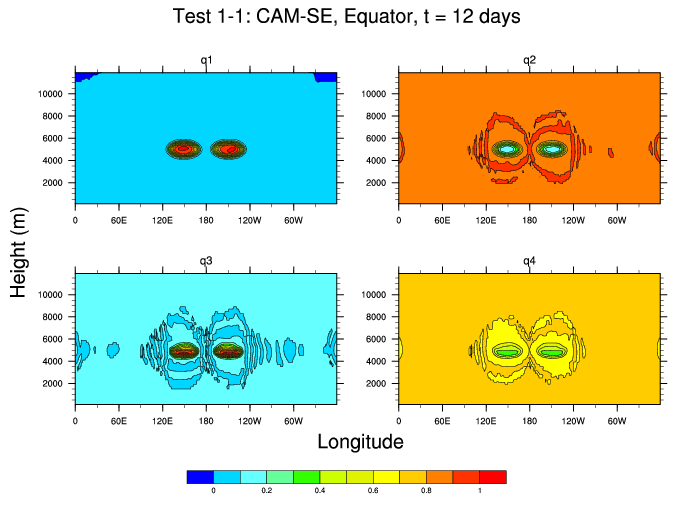 Test 1-1: CAM-SE, Equator, t = 12 days
q1
10000
8000
6000
4000
2000
0 60E 120E 180 120W 60W
q2
10000
8000
6000
4000
2000
0 60E 120E 180 120W 60W
Height (m)
q3
10000
8000
6000
4000
2000
0 60E 120E 180 120W 60W
q4
10000
8000
6000
4000
2000
0 60E 120E 180 120W 60W
Longitude
0 0.2 0.4 0.6 0.8 1